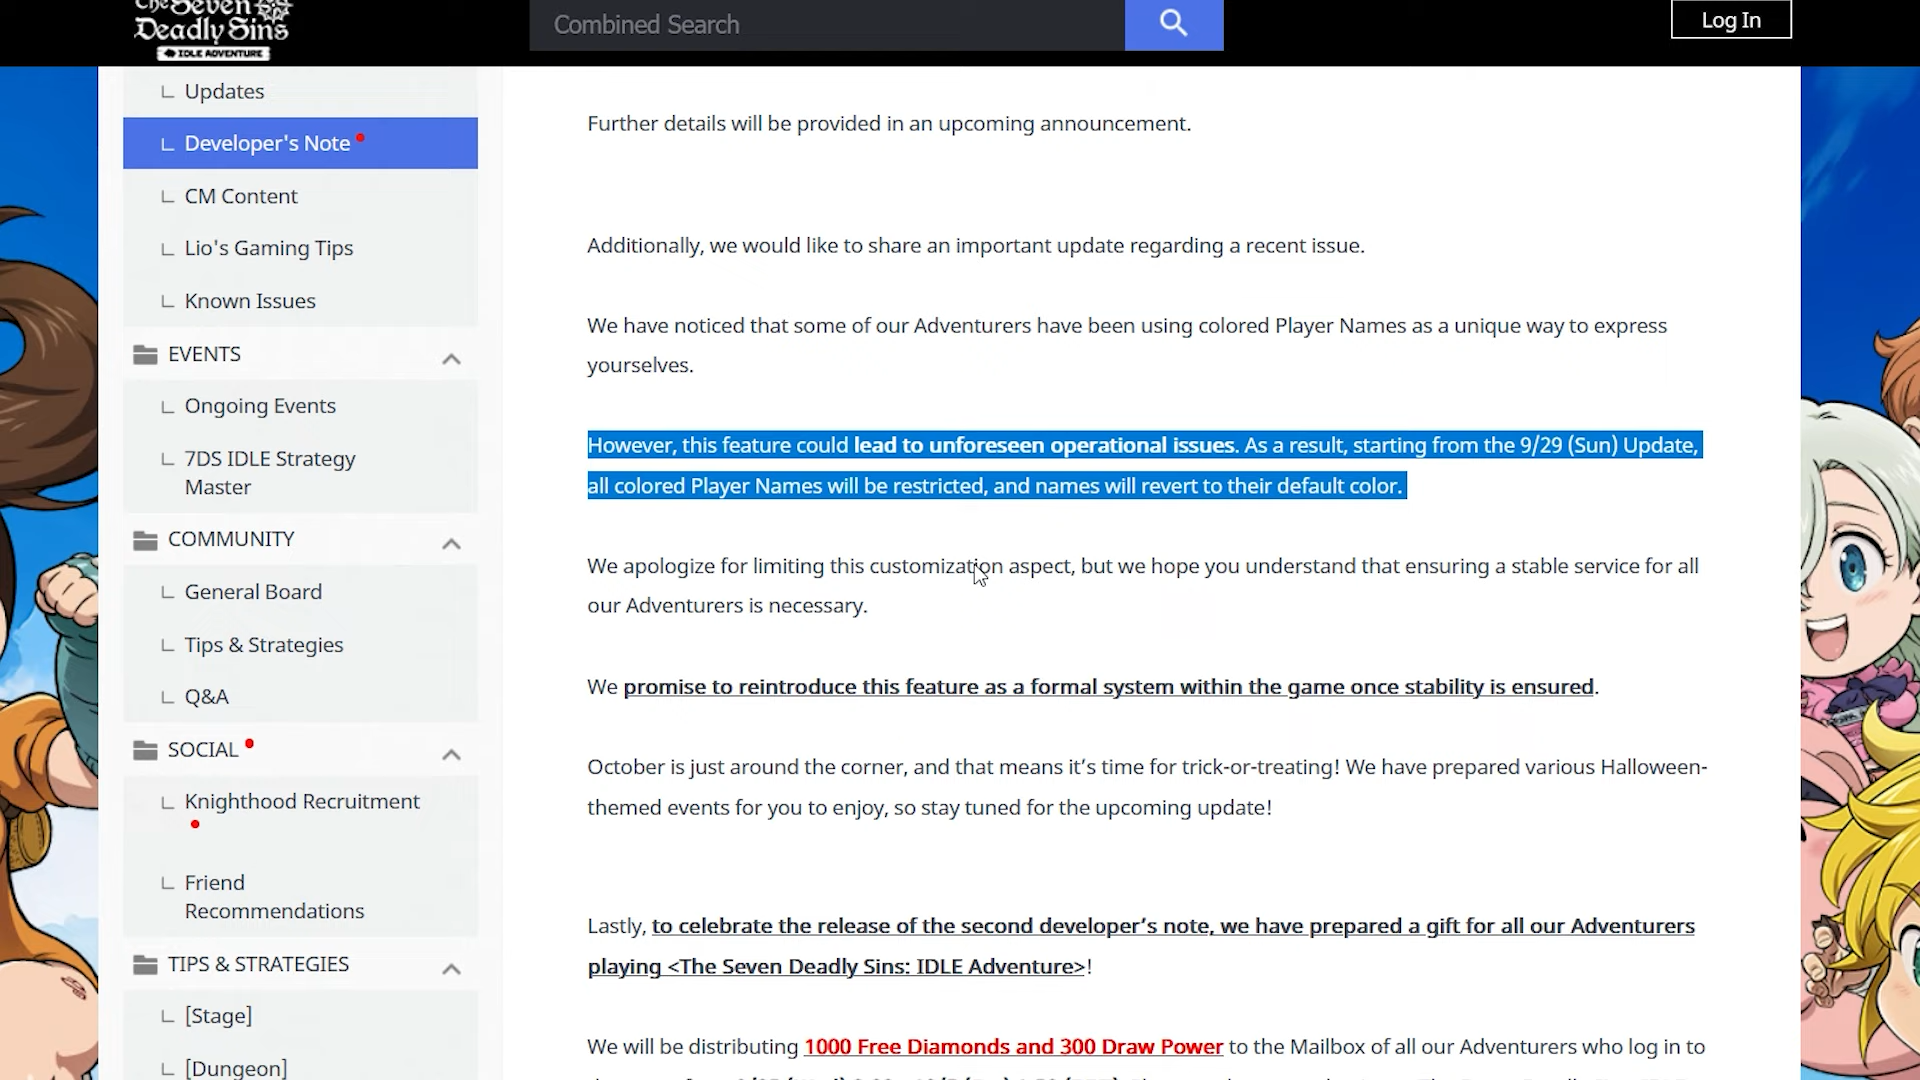 The Seven
Deadly Sins
IDLE ADVENTURE
Combined Search
Log In
Updates
Developer's Note
CM Content
Lio's Gaming Tips
Known Issues
EVENTS
Ongoing Events
7DS IDLE Strategy
Master
COMMUNITY
General Board
Tips & Strategies
Q&A
SOCIAL
Knighthood Recruitment
Friend
Recommendations
TIPS & STRATEGIES
[Stage]
[Dungeon]
Further details will be provided in an upcoming announcement.
Additionally, we would like to share an important update regarding a recent issue.
We have noticed that some of our Adventurers have been using colored Player Names as a unique way to express
yourselves.
However, this feature could lead to unforeseen operational issues. As a result, starting from the 9/29 (Sun) Update,
all colored Player Names will be restricted, and names will revert to their default color.
We apologize for limiting this customization aspect, but we hope you understand that ensuring a stable service for all
our Adventurers is necessary.
We promise to reintroduce this feature as a formal system within the game once stability is ensured.
October is just around the corner, and that means it’s time for trick-or-treating! We have prepared various Halloween-
themed events for you to enjoy, so stay tuned for the upcoming update!
Lastly, to celebrate the release of the second developer’s note, we have prepared a gift for all our Adventurers
playing <The Seven Deadly Sins: IDLE Adventure>!
We will be distributing 1000 Free Diamonds and 300 Draw Power to the Mailbox of all our Adventurers who log in to